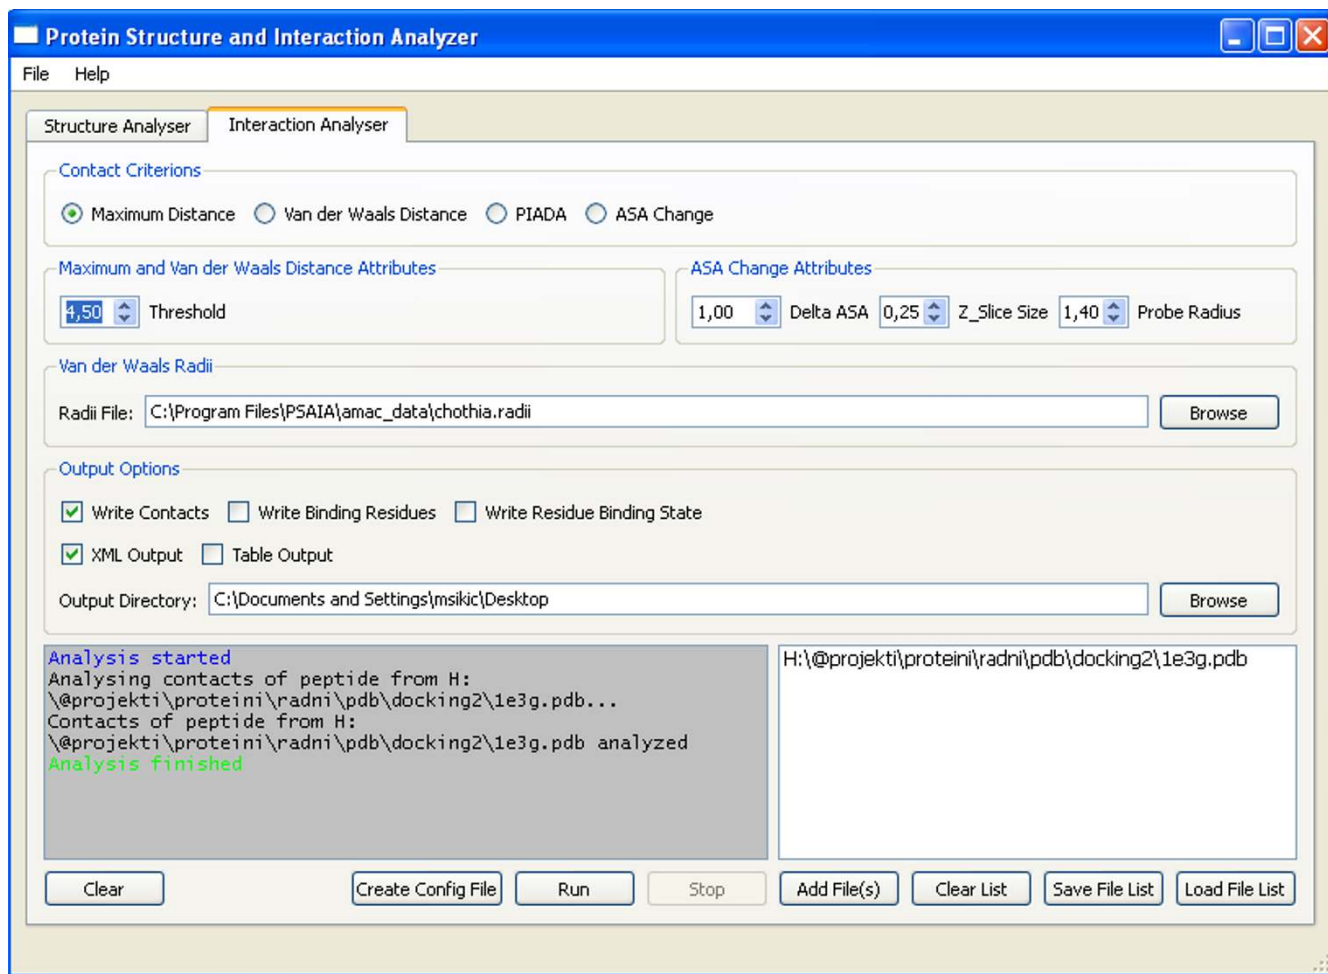 Protein Structure and Interaction Analyzer
File Help
Structure Analyser Interaction Analyser
Contact Criterions
Maximum Distance Van der Waals Distance PIADA ASA Change
Maximum and Van der Waals Distance Attributes ASA Change Attributes
4,50 Threshold 1,00 Delta ASA 0,25 Z_Slice Size 1,40 Probe Radius
Van der Waals Radii
Radii File: C:\Program Files\PSAIA\amac_data\chothia.radii Browse
Output Options
Write Contacts Write Binding Residues Write Residue Binding State
XML Output Table Output
Output Directory: C:\Documents and Settings\msikic\Desktop Browse
Analysis started
Analysing contacts of peptide from H:
\@projekti\proteini\radni\pdb\docking2\1e3g.pdb...
Contacts of peptide from H:
\@projekti\proteini\radni\pdb\docking2\1e3g.pdb analyzed
Analysis finished
H:\@projekti\proteini\radni\pdb\docking2\1e3g.pdb
Clear Create Config File Run Stop Add File(s) Clear List Save File List Load File List